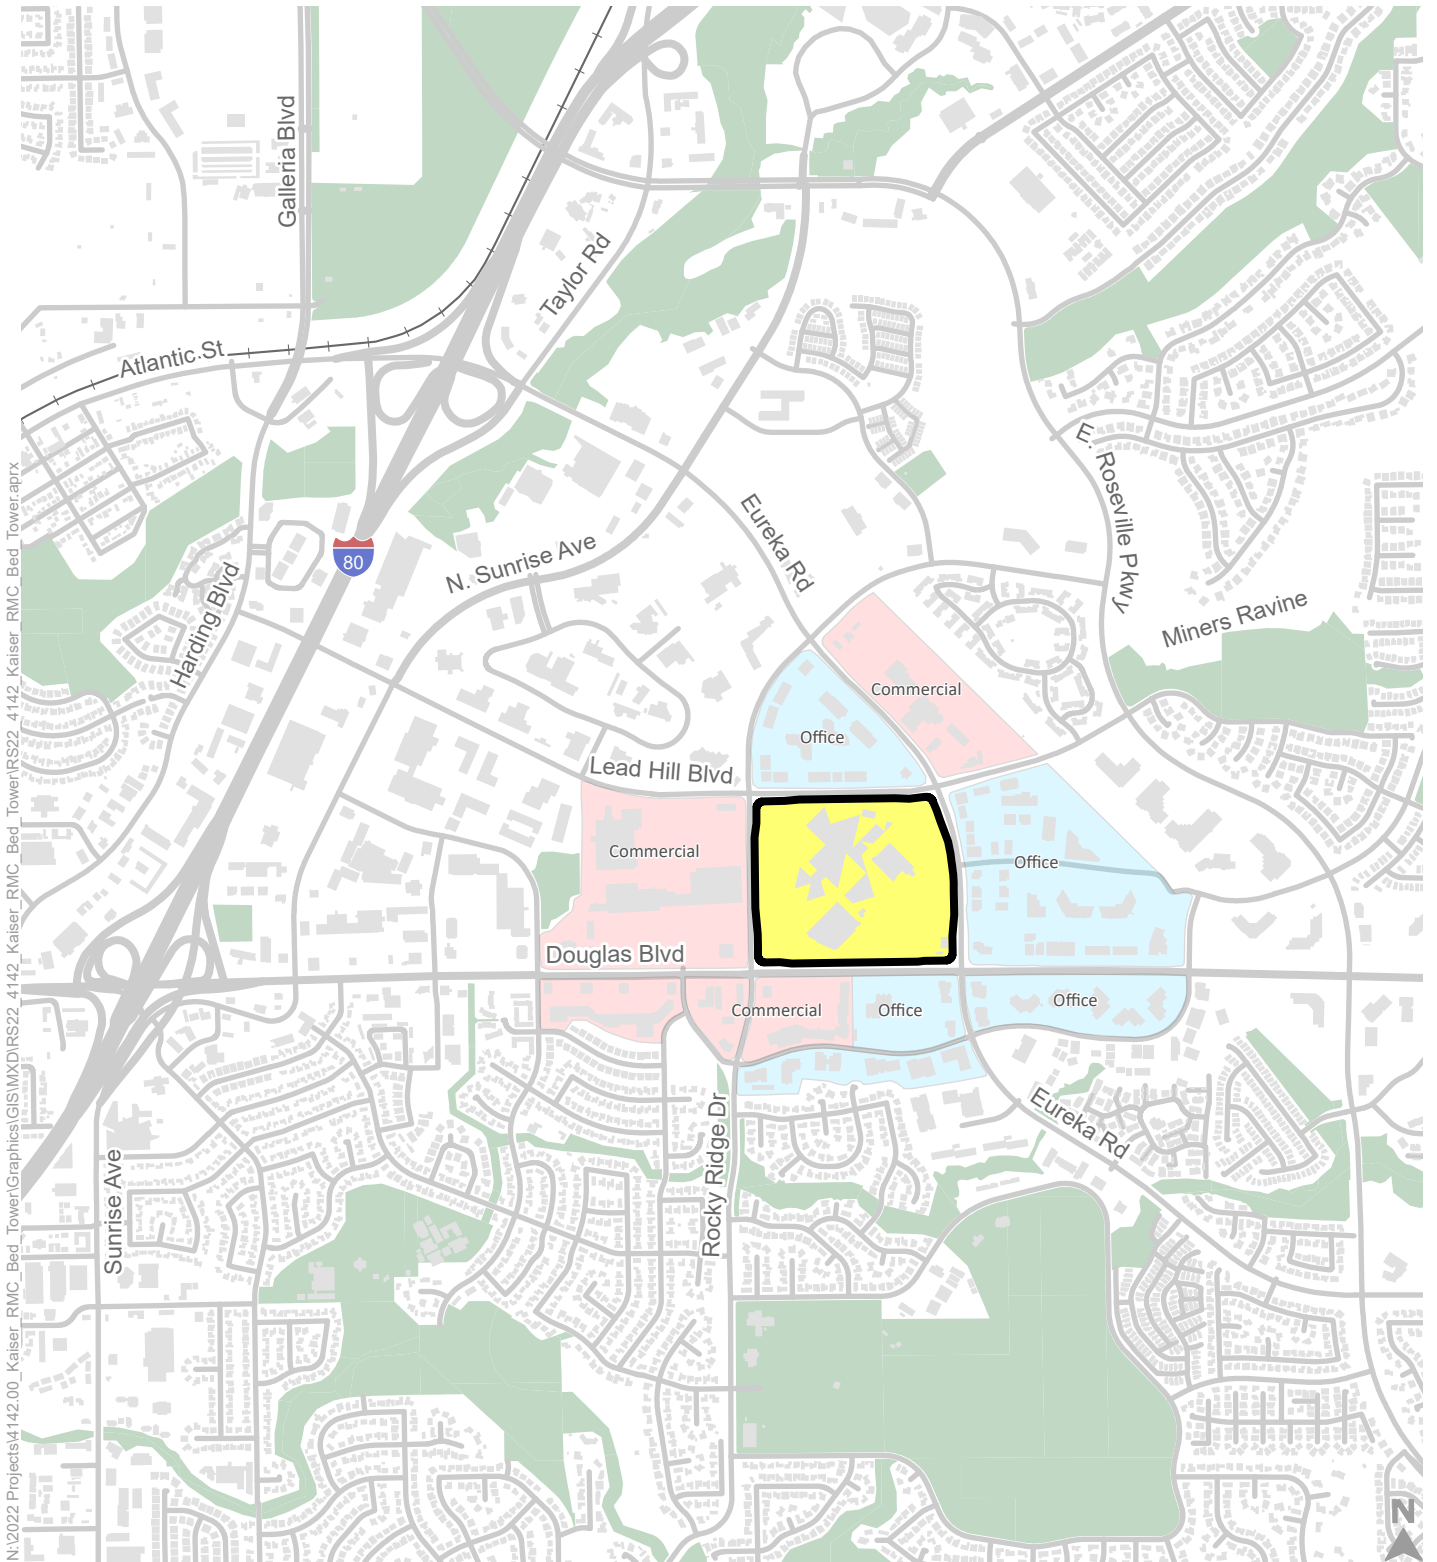 Galleria Blvd
Taylor Rd
Atlantic St
E. Roseville Pkwy
Eureka Rd
80
N. Sunrise Ave
Harding Blvd
Miners Ravine
Commercial
Office
Lead Hill Blvd
Commercial
Office
Douglas Blvd
Commercial
Office
Office
Eureka Rd
Rocky Ridge Dr
Sunrise Ave
N
N:\2022 Projects\4142.00_Kaiser_RMC_Bed_Tower\Graphics\GIS\MXD\RS22_4142_Kaiser_RMC_Bed_Tower\RS22_4142_Kaiser_RMC_Bed_Tower.aprx